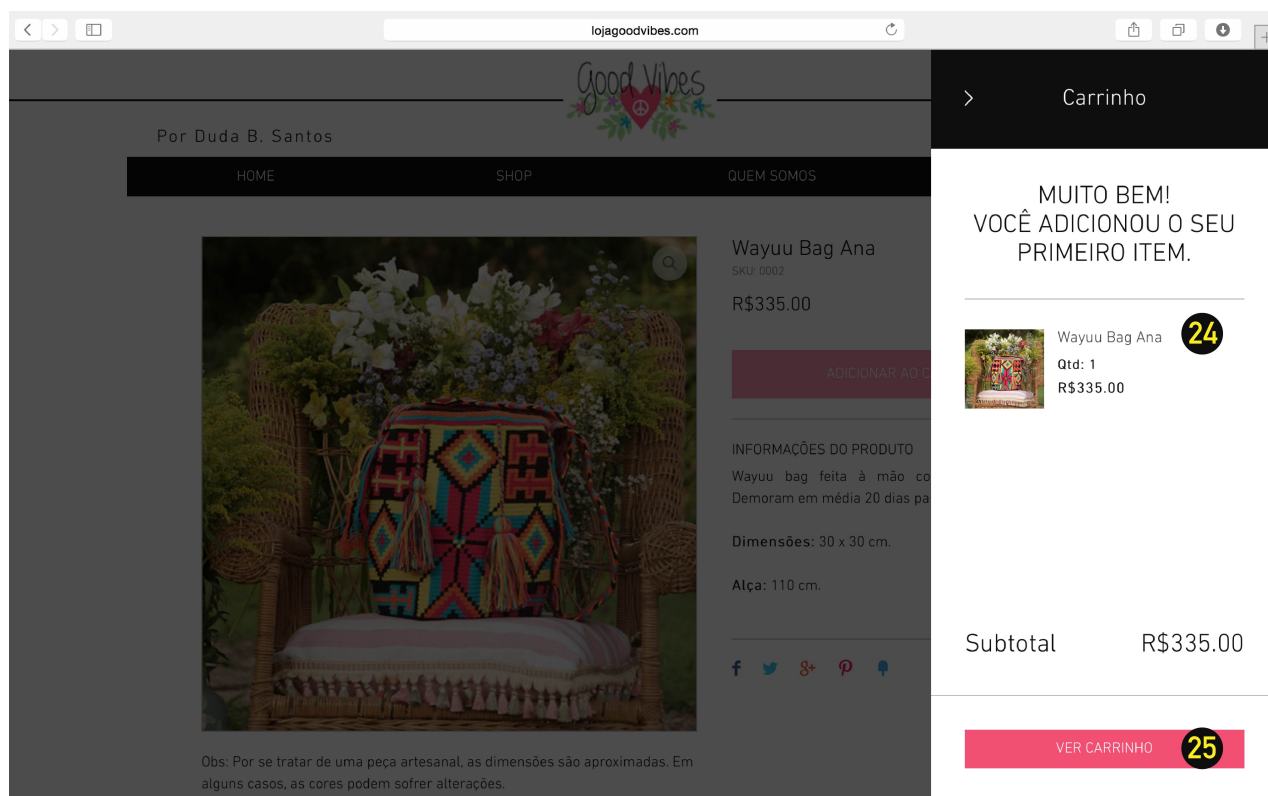 lojagoodvibes.com
good Vibes
Por Duda B. Santos
HOME SHOP QUEM SOMOS
Wayuu Bag Ana
SKU: 0002
R$335.00
ADICIONAR AO C
INFORMAÇÕES DO PRODUTO
Wayuu bag feita à mão co
Demoram em média 20 dias pa
Dimensões: 30 x 30 cm.
Alça: 110 cm.
Obs: Por se tratar de uma peça artesanal, as dimensões são aproximadas. Em
alguns casos, as cores podem sofrer alterações.
Carrinho
MUITO BEM!
VOCÊ ADICIONOU O SEU
PRIMEIRO ITEM.
Wayuu Bag Ana 24
Qtd: 1
R$335.00
Subtotal R$335.00
VER CARRINHO 25